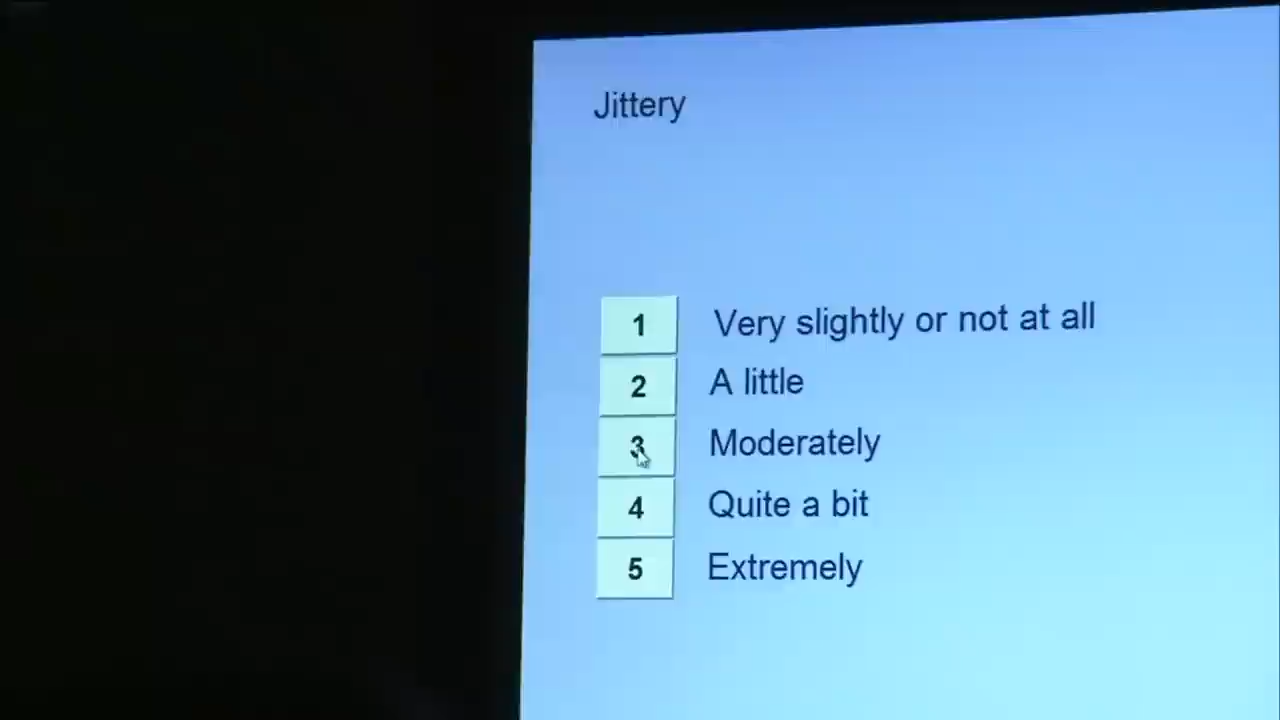 Jittery
1 Very slightly or not at all
2 A little
3 Moderately
4 Quite a bit
5 Extremely